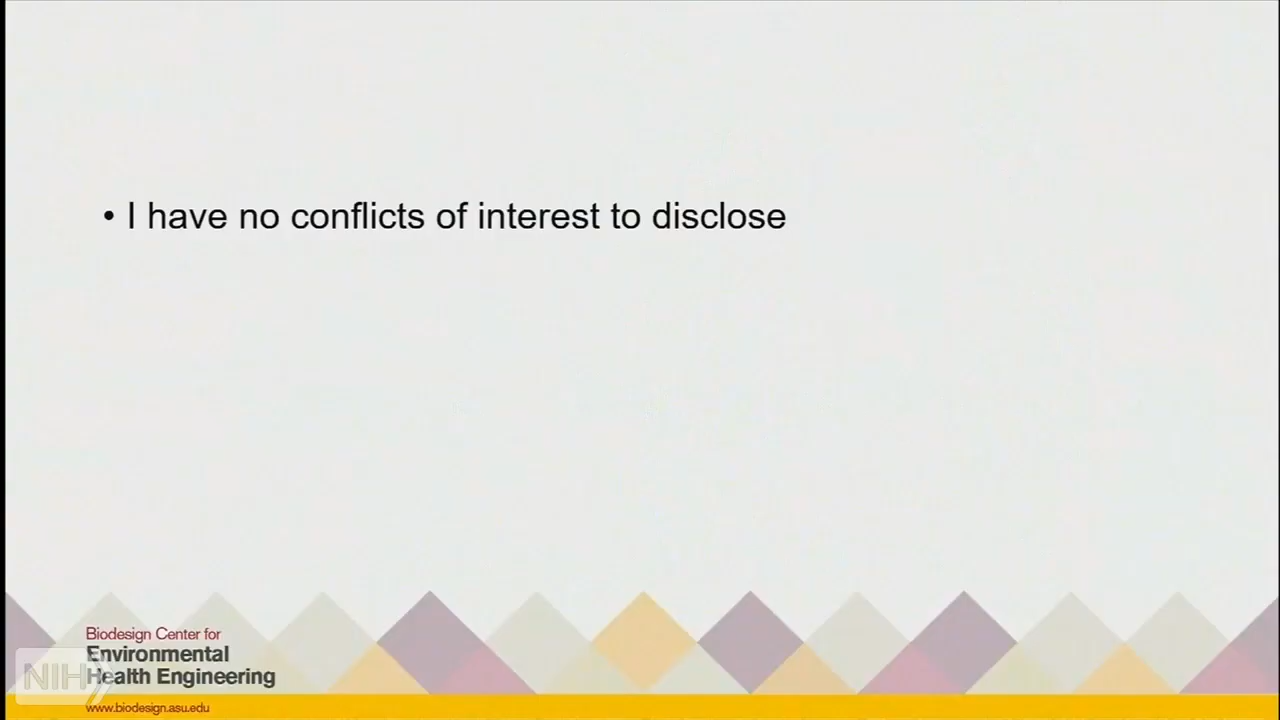 • I have no conflicts of interest to disclose
Biodesign Center for
Environmental
Health Engineering
NIH
www.biodesign.asu.edu